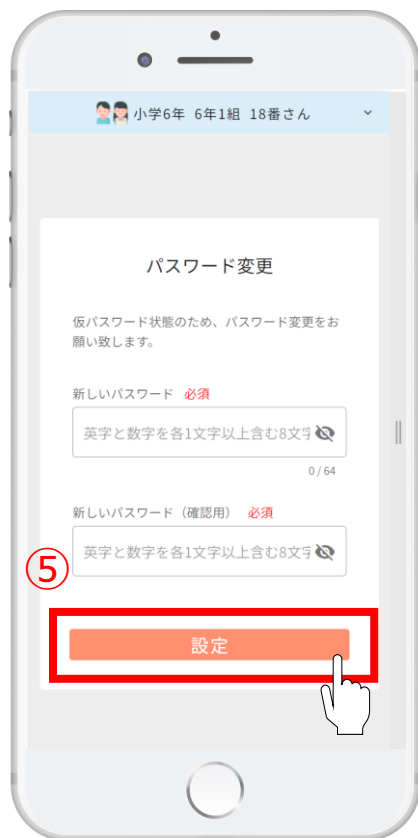 小学6年 6年1組 18番さん
パスワード変更
仮パスワード状態のため、パスワード変更をお
願い致します。
新しいパスワード 必須
英字と数字を各1文字以上含む8文字
0 / 64
新しいパスワード（確認用） 必須
英字と数字を各1文字以上含む8文字
⑤
設定